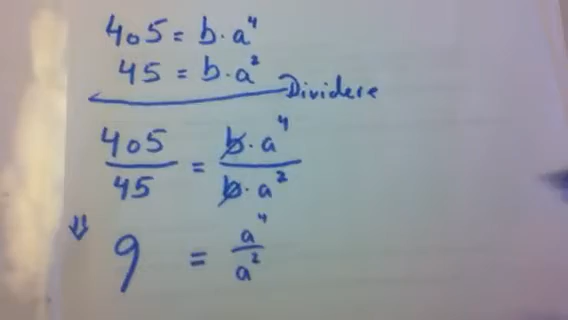 405 = b · a⁴
45 = b · a²
Dividere
405/45 = b · a⁴/b · a²
⇓ 9 = a⁴/a²